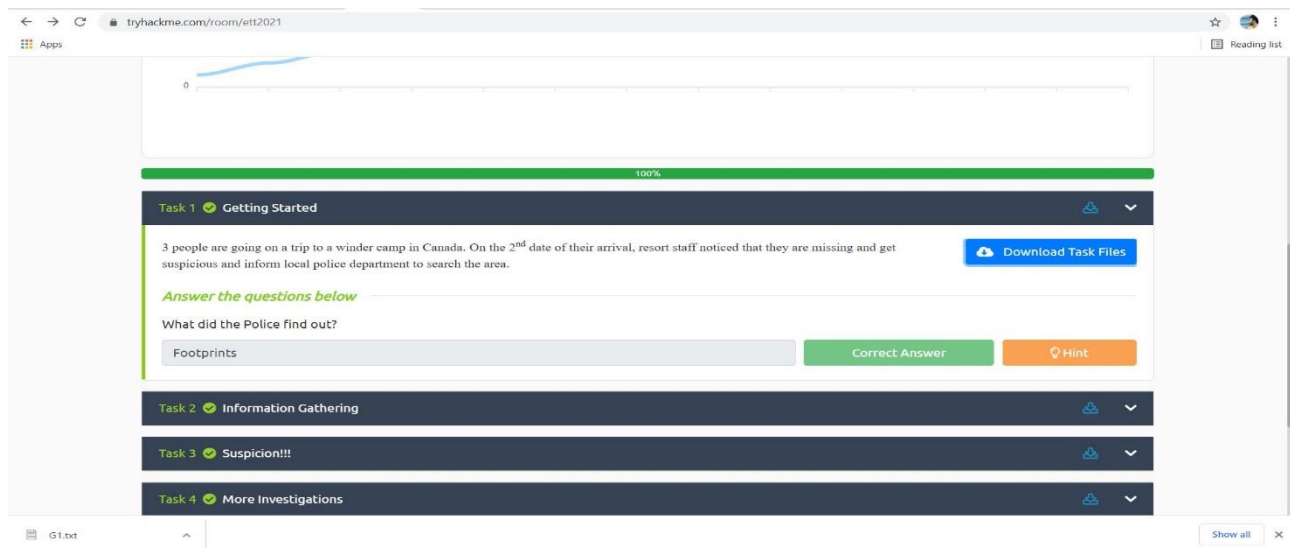 tryhackme.com/room/ett2021
Apps
Reading list
0
100%
Task 1 Getting Started
3 people are going on a trip to a winder camp in Canada. On the 2nd date of their arrival, resort staff noticed that they are missing and get
suspicious and inform local police department to search the area.
Download Task Files
Answer the questions below
What did the Police find out?
Footprints
Correct Answer
Hint
Task 2 Information Gathering
Task 3 Suspicion!!!
Task 4 More Investigations
G1.txt
Show all